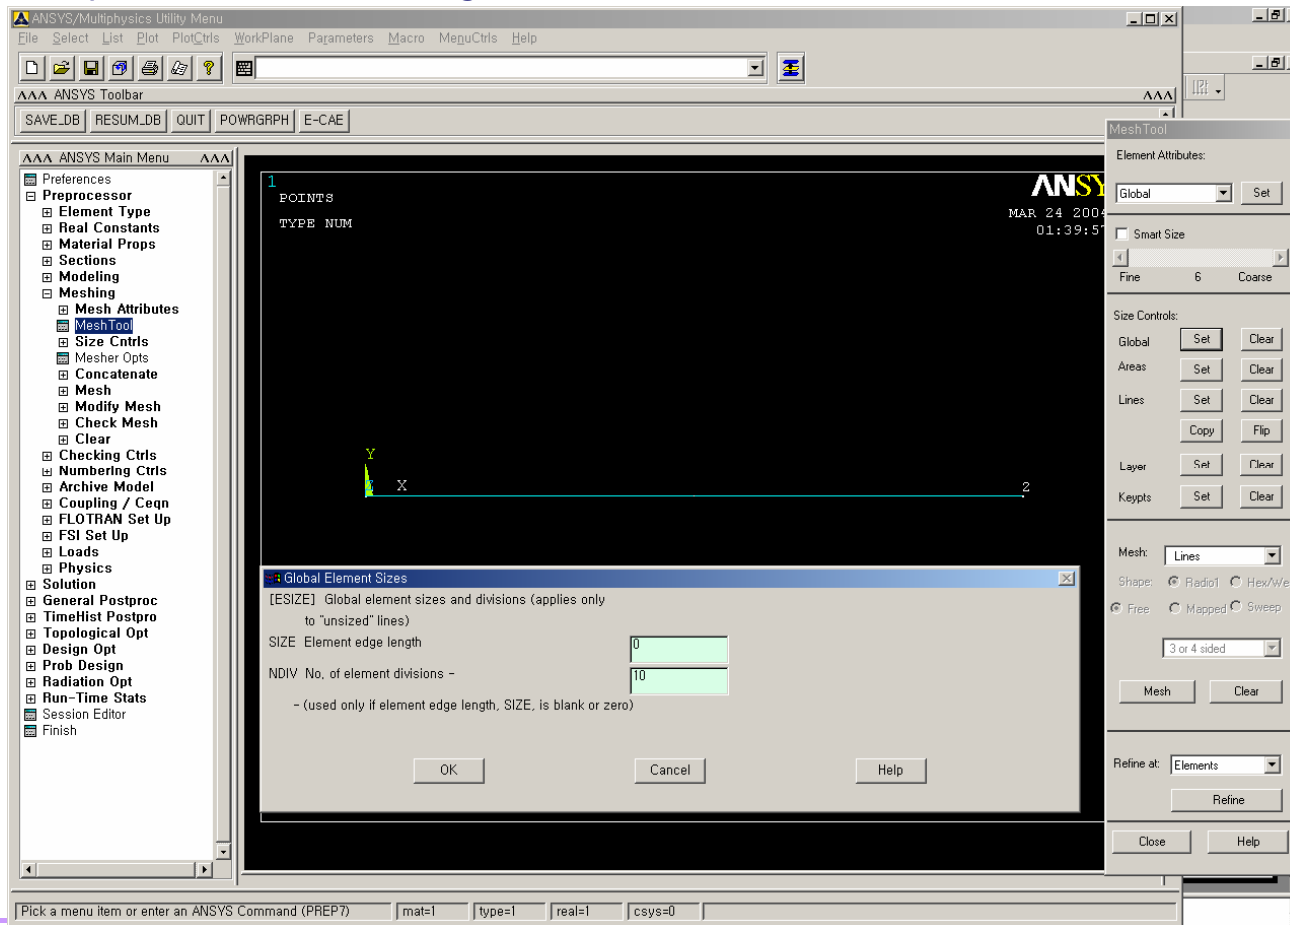 ANSYS/Multiphysics Utility Menu
File Select List Plot PlotCtrls WorkPlane Parameters Macro MenuCtrls Help
ANSYS Toolbar
SAVE_DB RESUM_DB QUIT POWRGRPH E-CAE
ANSYS Main Menu
Preferences
Preprocessor
Element Type
Real Constants
Material Props
Sections
Modeling
Meshing
Mesh Attributes
MeshTool
Size Cntrls
Mesher Opts
Concatenate
Mesh
Modify Mesh
Check Mesh
Clear
Checking Ctrls
Numbering Ctrls
Archive Model
Coupling / Ceqn
FLOTRAN Set Up
FSI Set Up
Loads
Physics
Solution
General Postproc
TimeHist Postpro
Topological Opt
Design Opt
Prob Design
Radiation Opt
Run-Time Stats
Session Editor
Finish
1
POINTS
TYPE NUM
ANSY
MAR 24 2004
01:39:57
Y
Z X
2
Global Element Sizes
[ESIZE] Global element sizes and divisions (applies only
to "unsized" lines)
SIZE Element edge length 0
NDIV No. of element divisions - 10
- (used only if element edge length, SIZE, is blank or zero)
OK Cancel Help
MeshTool
Element Attributes:
Global Set
Smart Size
Fine 6 Coarse
Size Controls:
Global Set Clear
Areas Set Clear
Lines Set Clear
Copy Flip
Layer Set Clear
Keypts Set Clear
Mesh: Lines
Shape: Radio1 Hex/We
Free Mapped Sweep
3 or 4 sided
Mesh Clear
Refine at: Elements
Refine
Close Help
Pick a menu item or enter an ANSYS Command (PREP7) mat=1 type=1 real=1 csys=0